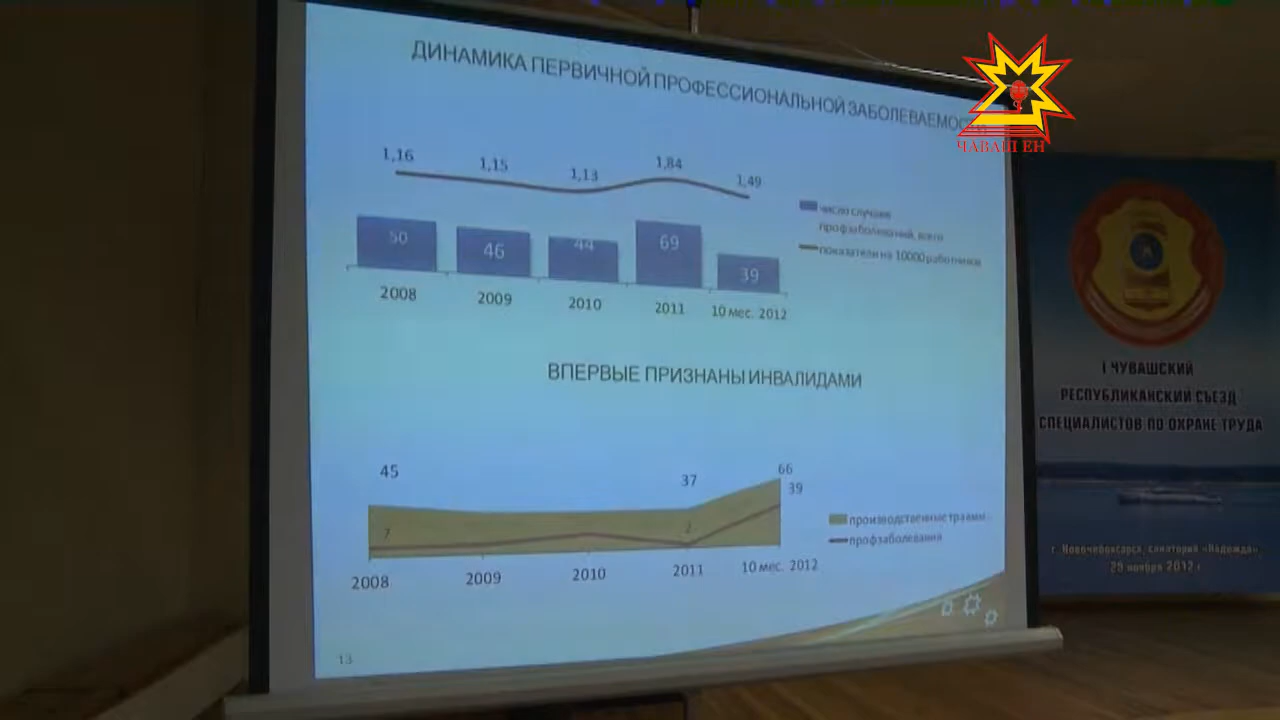 ДИНАМИКА ПЕРВИЧНОЙ ПРОФЕССИОНАЛЬНОЙ ЗАБОЛЕВАЕМОСТИ
ЧАВАШ ЕН
1,16 1,15 1,13 1,84 1,49
50 46 44 69 39
2008 2009 2010 2011 10 мес. 2012
число случаев
профзаболеваний, всего
показатели на 10000 работников
ВПЕРВЫЕ ПРИЗНАНЫ ИНВАЛИДАМИ
45 37 66
39
7 2
2008 2009 2010 2011 10 мес. 2012
производственные травмы
профзаболевания
13
I ЧУВАШСКИЙ
РЕСПУБЛИКАНСКИЙ СЪЕЗД
СПЕЦИАЛИСТОВ ПО ОХРАНЕ ТРУДА
г. Новочебоксарск, санаторий «Надежда»
29 ноября 2012 г